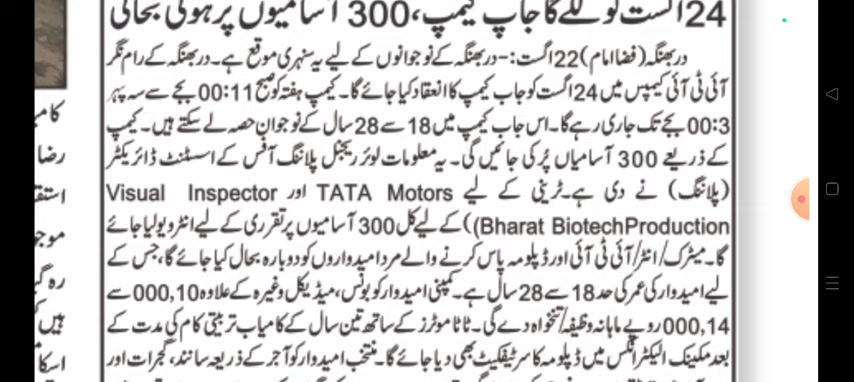 24 اگست کو لگے گا جاپ کیمپ، 300 آسامیوں پر ہوگی بحالی
دربھنگہ (فضا امام) 22 اگست:- دربھنگہ کے نوجوانوں کے لیے یہ سنہری موقع ہے۔ دربھنگہ کے رام نگر
آئی ٹی آئی کیمپس میں 24 اگست کو جاب کیمپ کا انعقاد کیا جائے گا۔ کیمپ ہفتہ کو صبح 00:11 بجے سے سہ پہر
00:3 بجے تک جاری رہے گا۔ اس جاب کیمپ میں 18 سے 28 سال کے نوجوان حصہ لے سکتے ہیں۔ کیمپ
کے ذریعے 300 آسامیاں پُر کی جائیں گی۔ یہ معلومات لوئر ریجنل پلاننگ آفس کے اسسٹنٹ ڈائریکٹر
(پلاننگ) نے دی ہے۔ ٹرینی کے لیے TATA Motors اور Visual Inspector
Bharat BiotechProduction)) کے لیے کل 300 آسامیوں پر تقرری کے لیے انٹرویو لیا جائے
گا۔ میٹرک/انٹر/آئی ٹی آئی اور ڈپلومہ پاس کرنے والے مرد امیدواروں کو دوبارہ بحال کیا جائے گا، جس کے
لیے امیدوار کی عمر کی حد 18 سے 28 سال ہے۔ کمپنی امیدوار کو بونس، میڈیکل وغیرہ کے علاوہ 000,10 سے
000,14 روپے ماہانہ وظیفہ/تنخواہ دے گی۔ ٹاٹا موٹرز کے ساتھ تین سال کے کامیاب تربیتی کام کی مدت کے
بعد مکینک الیکٹرانکس میں ڈپلومہ کا سرٹیفکیٹ بھی دیا جائے گا۔ منتخب امیدوار کو آجر کے ذریعہ سانند، گجرات اور
رضا
موجو
ہیں